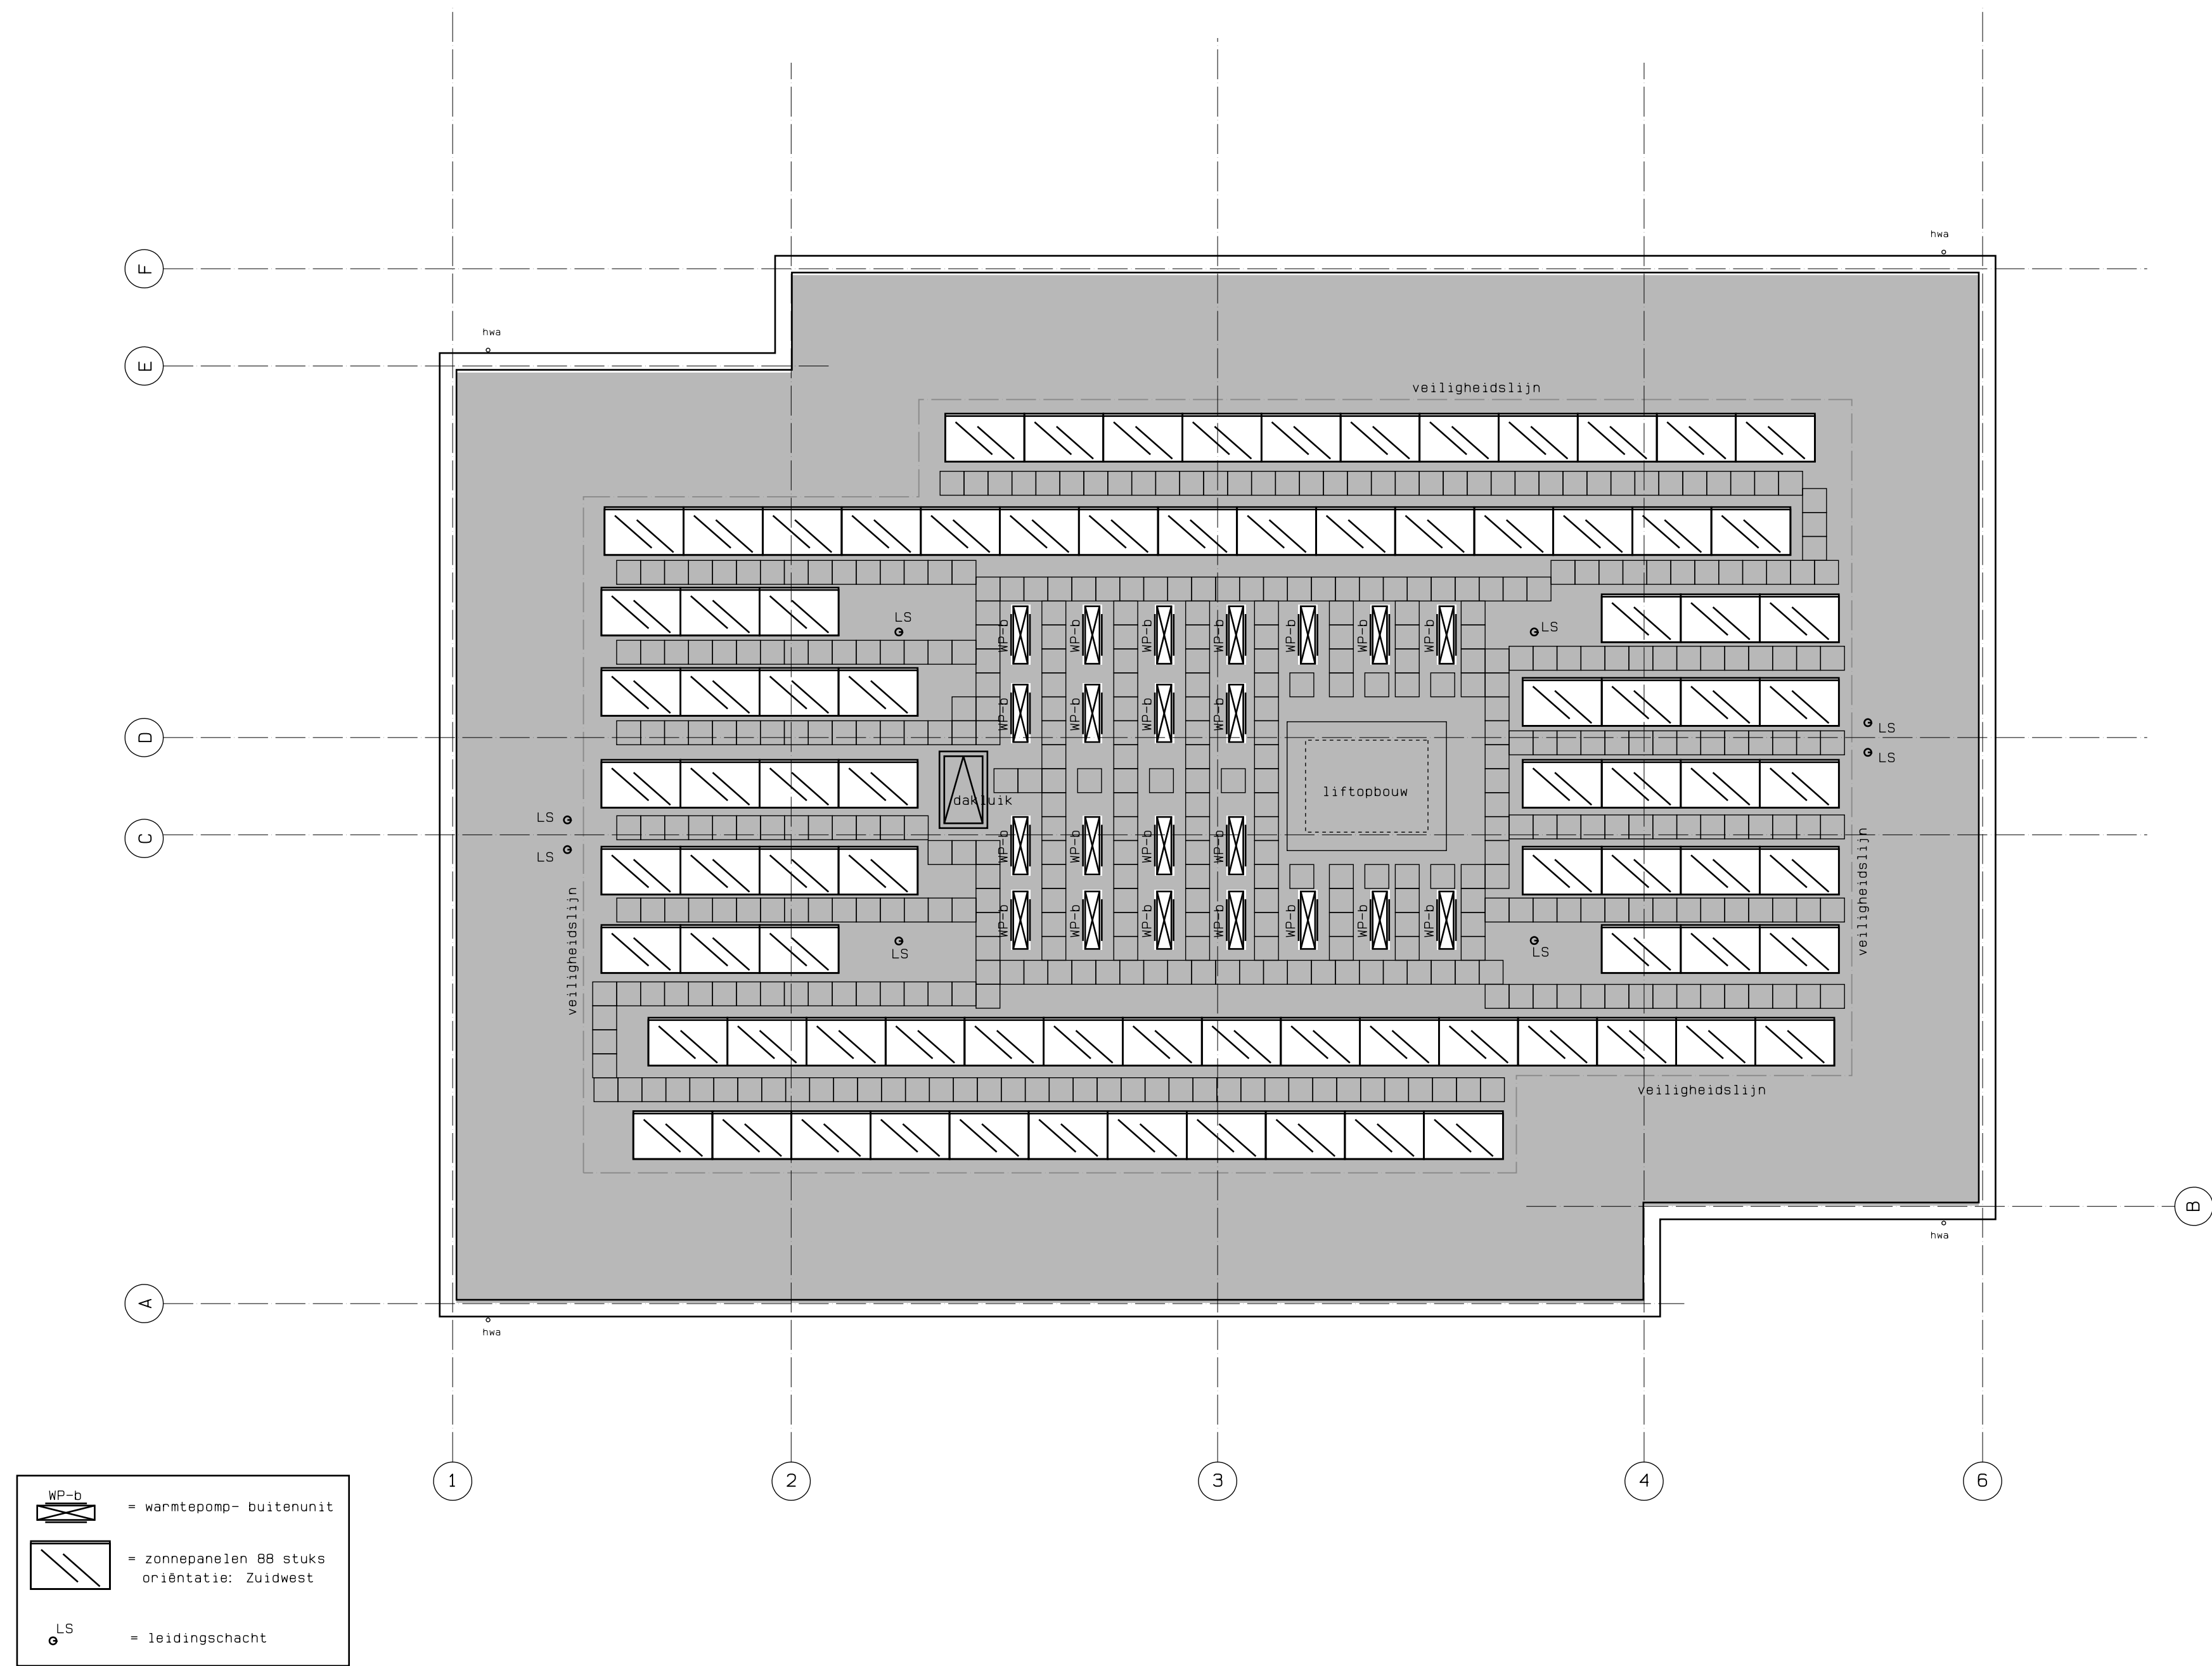 hwa
F
hwa
E
veiligheidslijn
LS
LS
WP-b WP-b WP-b WP-b WP-b WP-b WP-b
WP-b WP-b WP-b WP-b
D
LS
LS
dakluik
liftopbouw
LS
C
LS
WP-b WP-b WP-b WP-b
veiligheidslijn
veiligheidslijn
WP-b WP-b WP-b WP-b WP-b WP-b WP-b
LS
LS
veiligheidslijn
B
hwa
A
hwa
1 2 3 4 6
WP-b
= warmtepomp- buitenunit
= zonnepanelen 88 stuks
oriëntatie: Zuidwest
LS
= leidingschacht